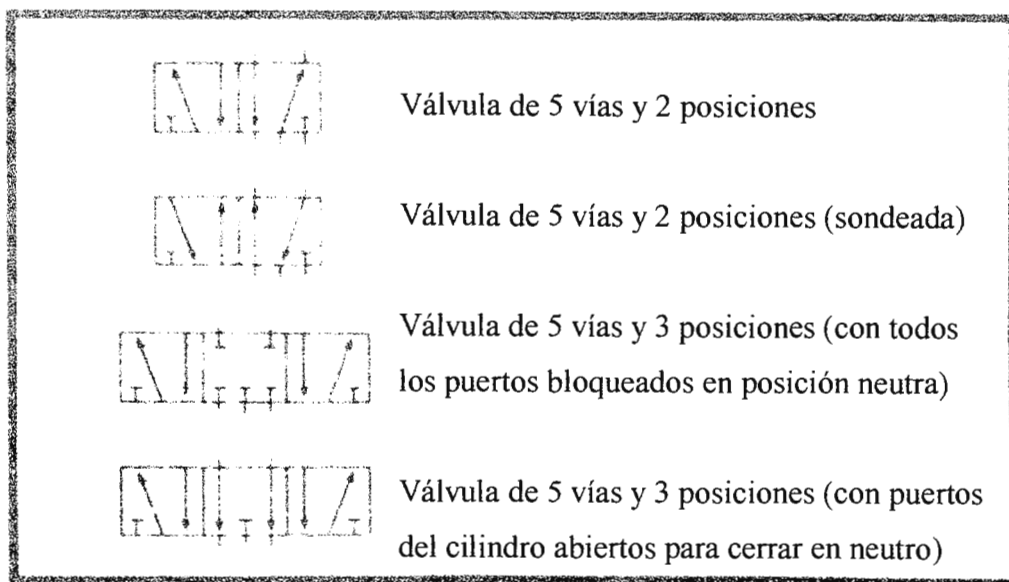 Válvula de 5 vías y 2 posiciones
Válvula de 5 vías y 2 posiciones (sondeada)
Válvula de 5 vías y 3 posiciones (con todos
los puertos bloqueados en posición neutra)
Válvula de 5 vías y 3 posiciones (con puertos
del cilindro abiertos para cerrar en neutro)